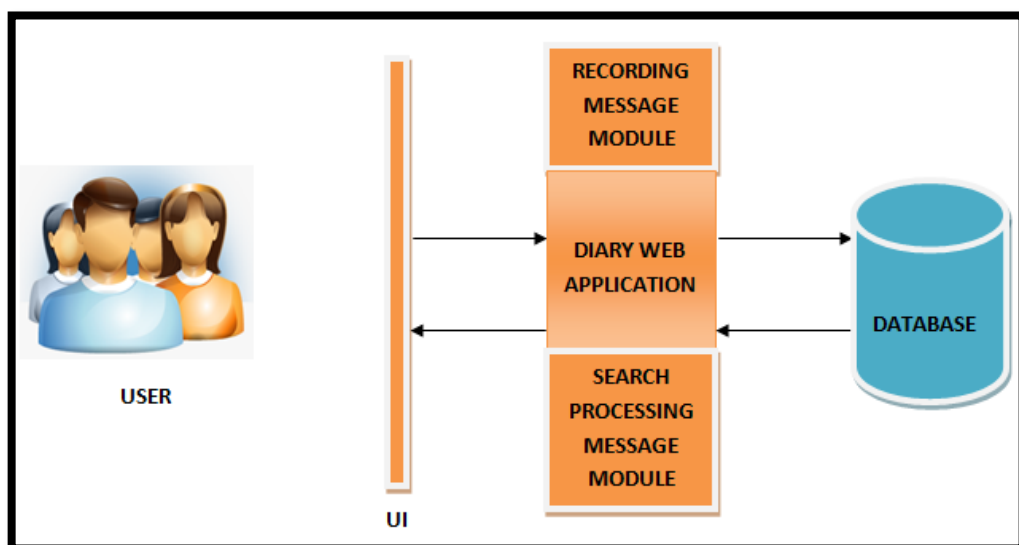 RECORDING
MESSAGE
MODULE
DIARY WEB
APPLICATION
DATABASE
USER
SEARCH
PROCESSING
MESSAGE
MODULE
UI